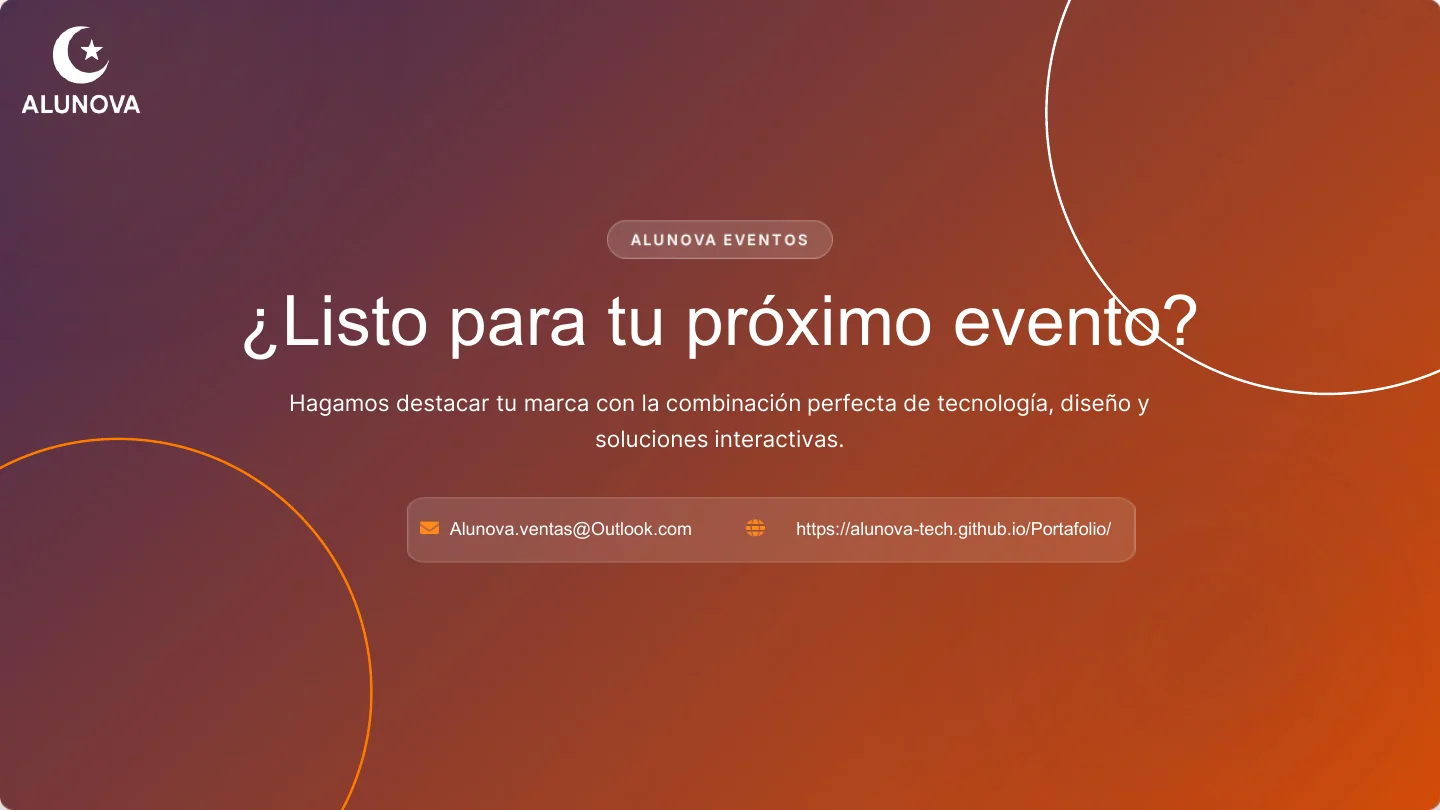 ALUNOVA
ALUNOVA EVENTOS
¿Listo para tu próximo evento?
Hagamos destacar tu marca con la combinación perfecta de tecnología, diseño y
soluciones interactivas.
Alunova.ventas@Outlook.com https://alunova-tech.github.io/Portafolio/